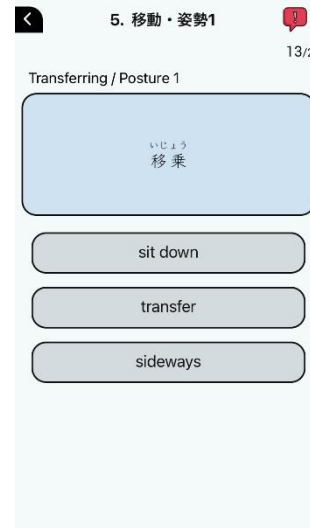 5. 移動・姿勢1
13/2
Transferring / Posture 1
いじょう
移乗
sit down
transfer
sideways